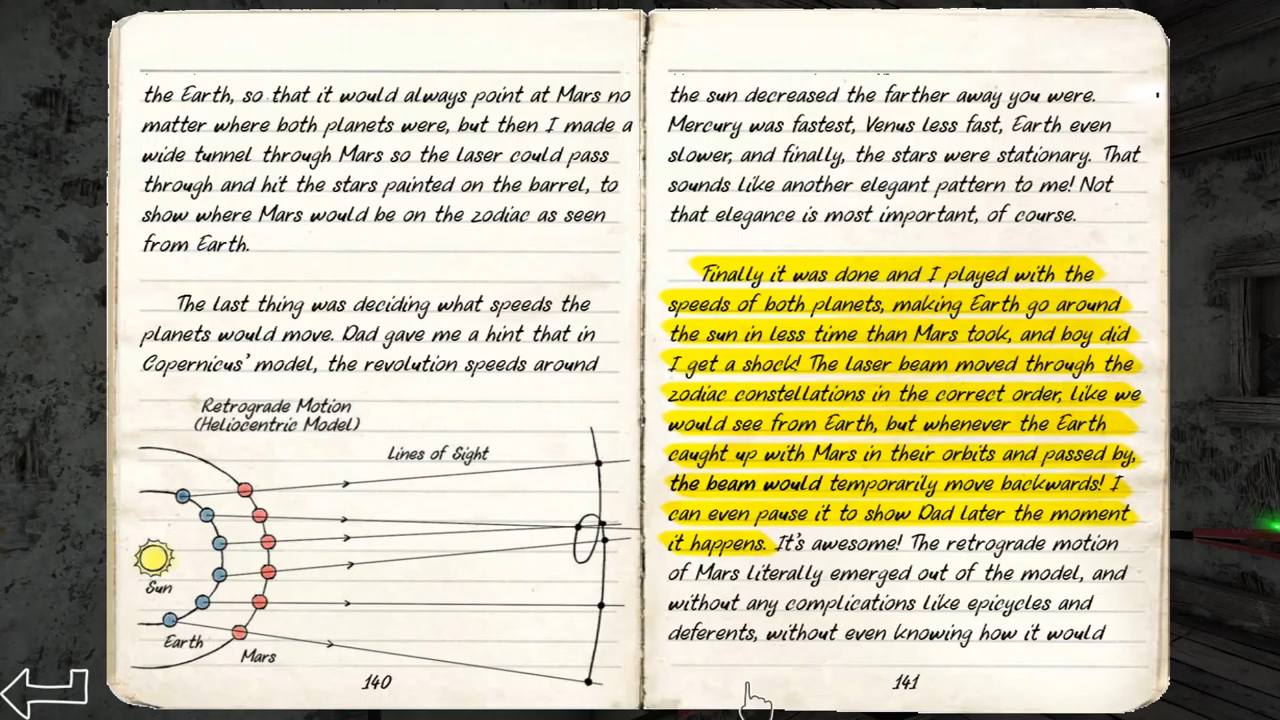 the Earth, so that it would always point at Mars no
matter where both planets were, but then I made a
wide tunnel through Mars so the laser could pass
through and hit the stars painted on the barrel, to
show where Mars would be on the zodiac as seen
from Earth.
The last thing was deciding what speeds the
planets would move. Dad gave me a hint that in
Copernicus' model, the revolution speeds around
Retrograde Motion
(Heliocentric Model)
Lines of Sight
Sun
Earth
Mars
140
the sun decreased the farther away you were.
Mercury was fastest, Venus less fast, Earth even
slower, and finally, the stars were stationary. That
sounds like another elegant pattern to me! Not
that elegance is most important, of course.
Finally it was done and I played with the
speeds of both planets, making Earth go around
the sun in less time than Mars took, and boy did
I get a shock! The laser beam moved through the
zodiac constellations in the correct order, like we
would see from Earth, but whenever the Earth
caught up with Mars in their orbits and passed by,
the beam would temporarily move backwards! I
can even pause it to show Dad later the moment
it happens. It's awesome! The retrograde motion
of Mars literally emerged out of the model, and
without any complications like epicycles and
deferents, without even knowing how it would
141